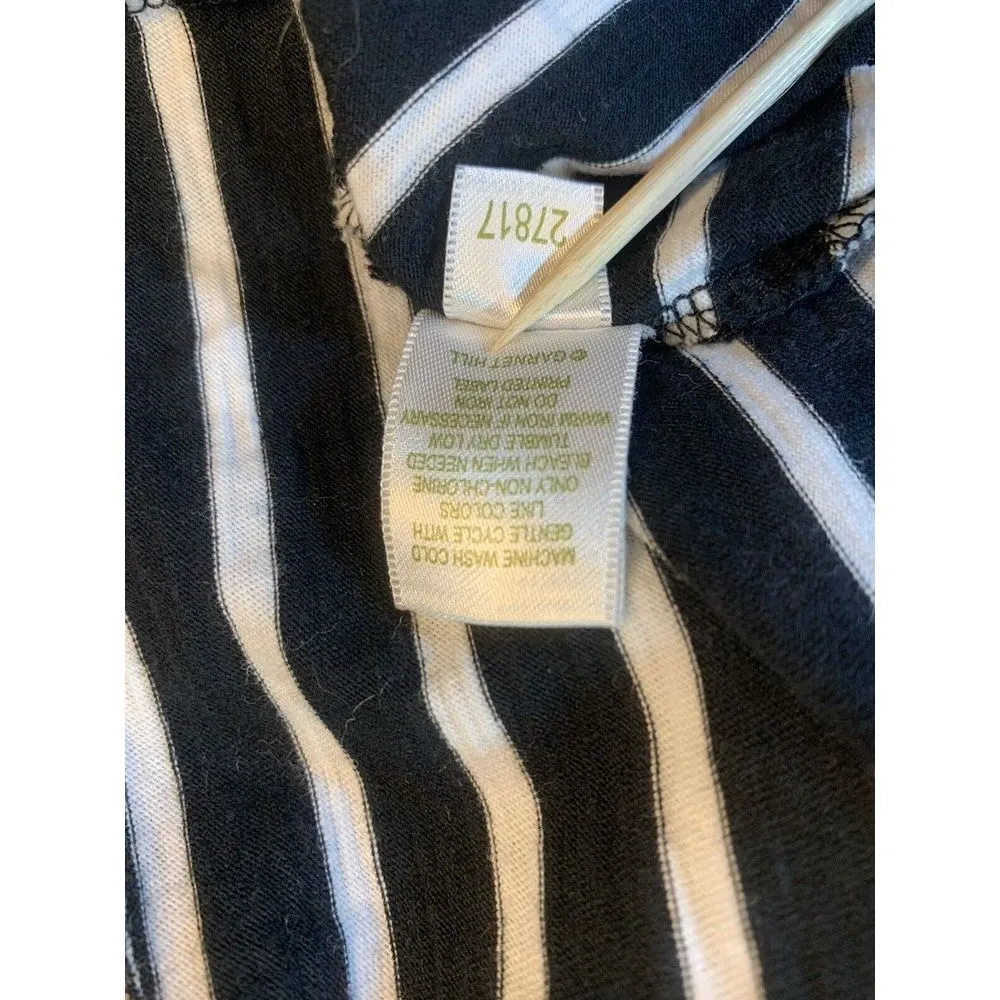 MACHINE WASH COLD
GENTLE CYCLE WITH
LIKE COLORS
ONLY NON-CHLORINE
BLEACH WHEN NEEDED
TUMBLE DRY LOW
WARM IRON IF NECESSARY
DO NOT IRON
PRINTED LABEL
© GARNET HILL
27817